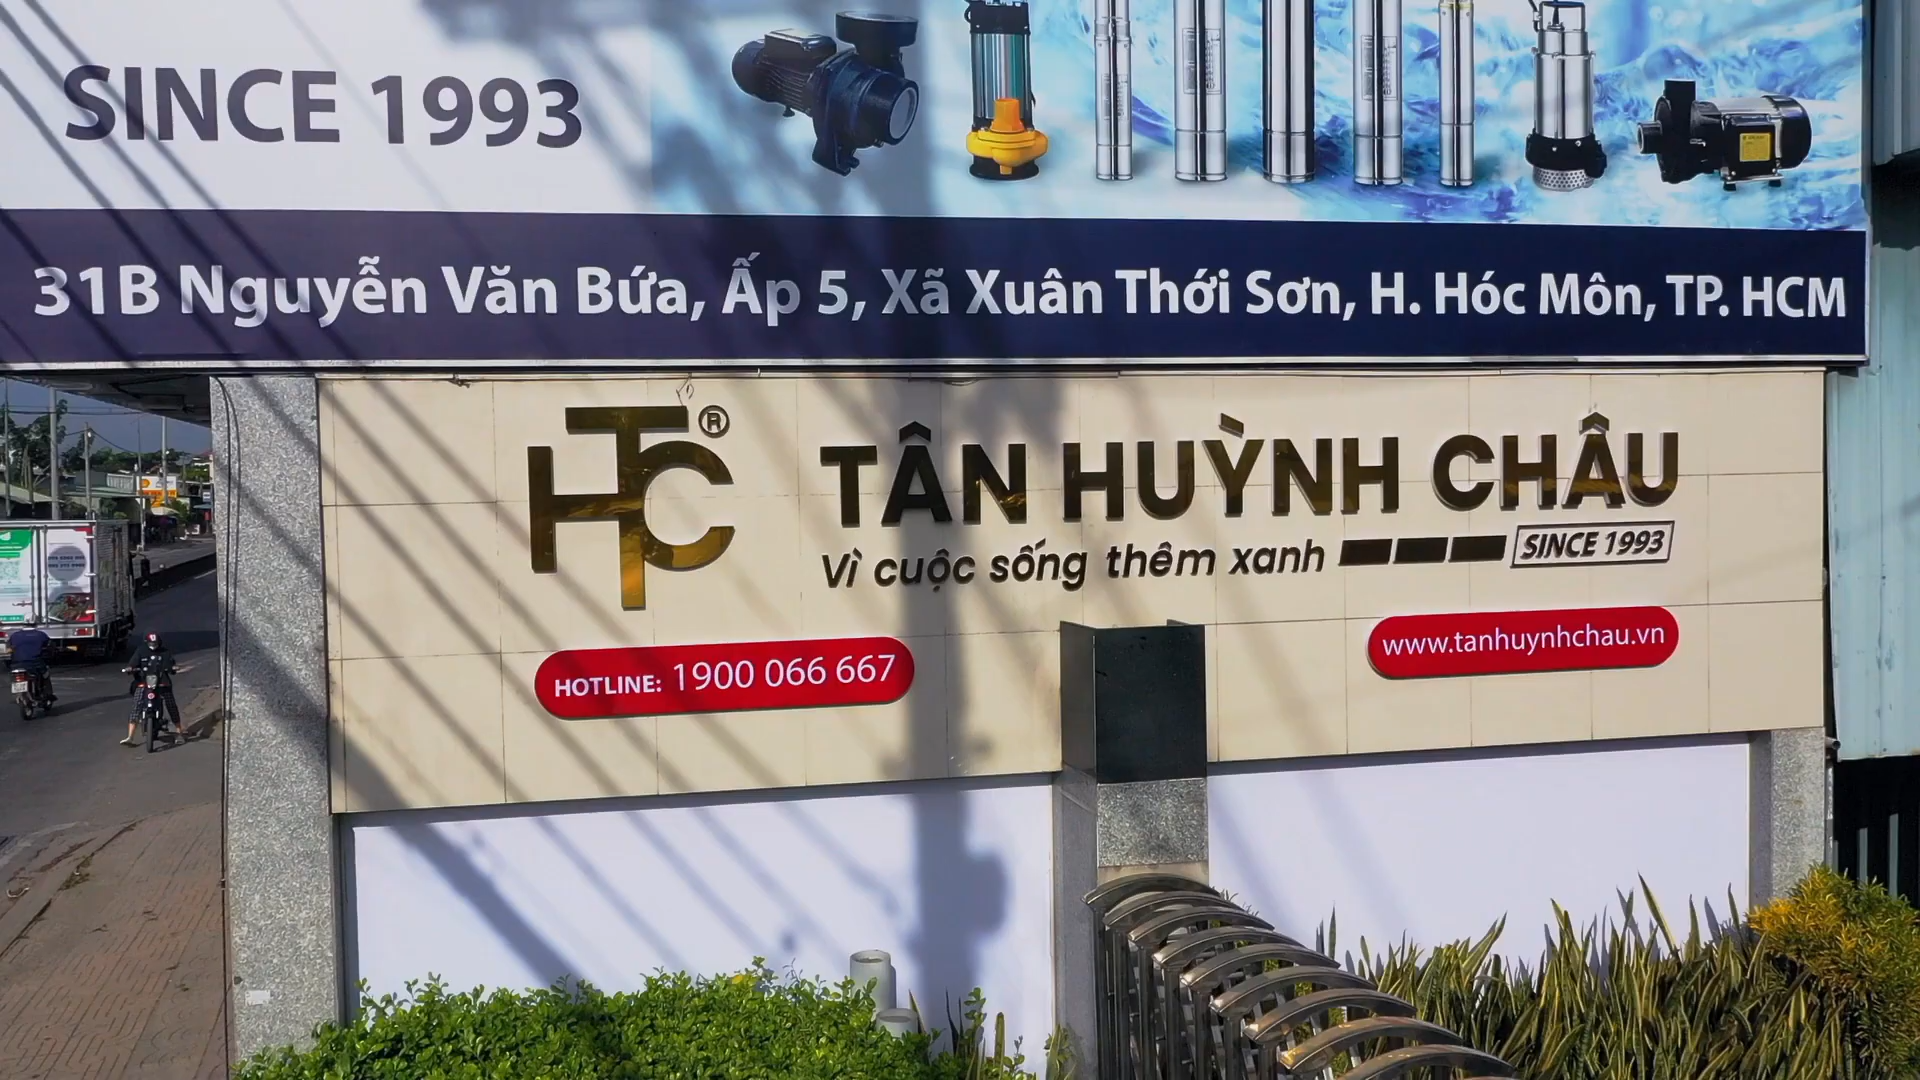 SINCE 1993
31B Nguyễn Văn Bứa, Ấp 5, Xã Xuân Thới Sơn, H. Hóc Môn, TP. HCM
HTC®
TÂN HUỲNH CHÂU
Vì cuộc sống thêm xanh
SINCE 1993
HOTLINE: 1900 066 667
www.tanhuynhchau.vn